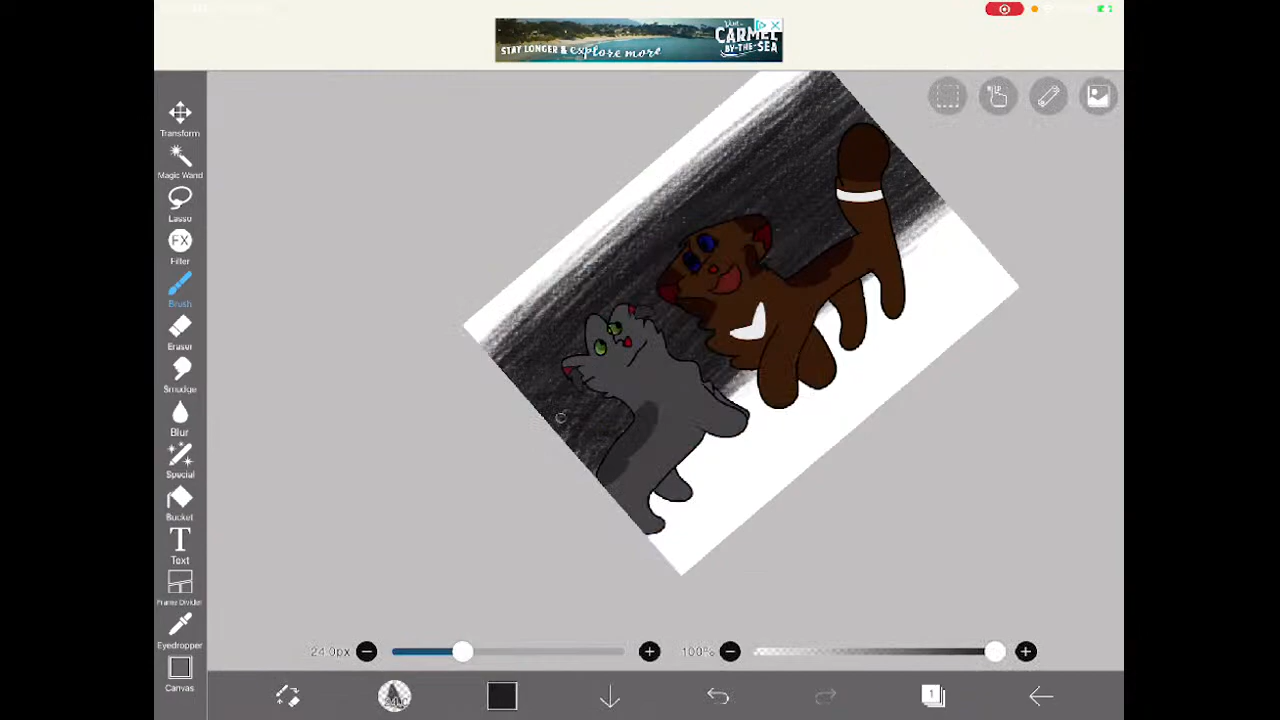 Visit
CARMEL
BY-THE-SEA
STAY LONGER & explore more
Transform
Magic Wand
Lasso
FX
Filter
Brush
Eraser
Smudge
Blur
Special
Bucket
T
Text
Frame Divider
Eyedropper
Canvas
24.0px
100%
1